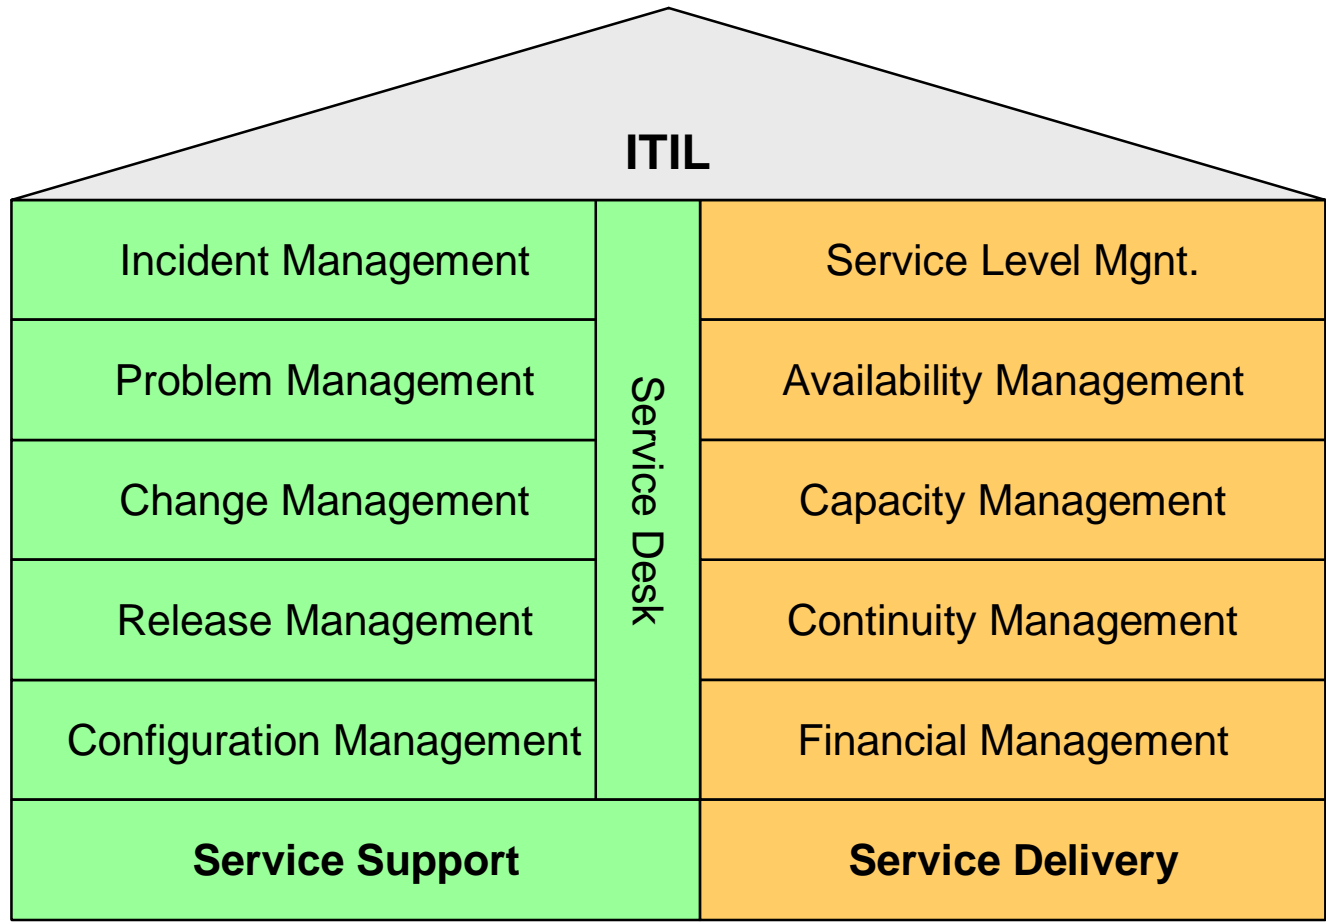 ITIL
Incident Management
Problem Management
Change Management
Release Management
Configuration Management
Service Desk
Service Support
Service Level Mgnt.
Availability Management
Capacity Management
Continuity Management
Financial Management
Service Delivery